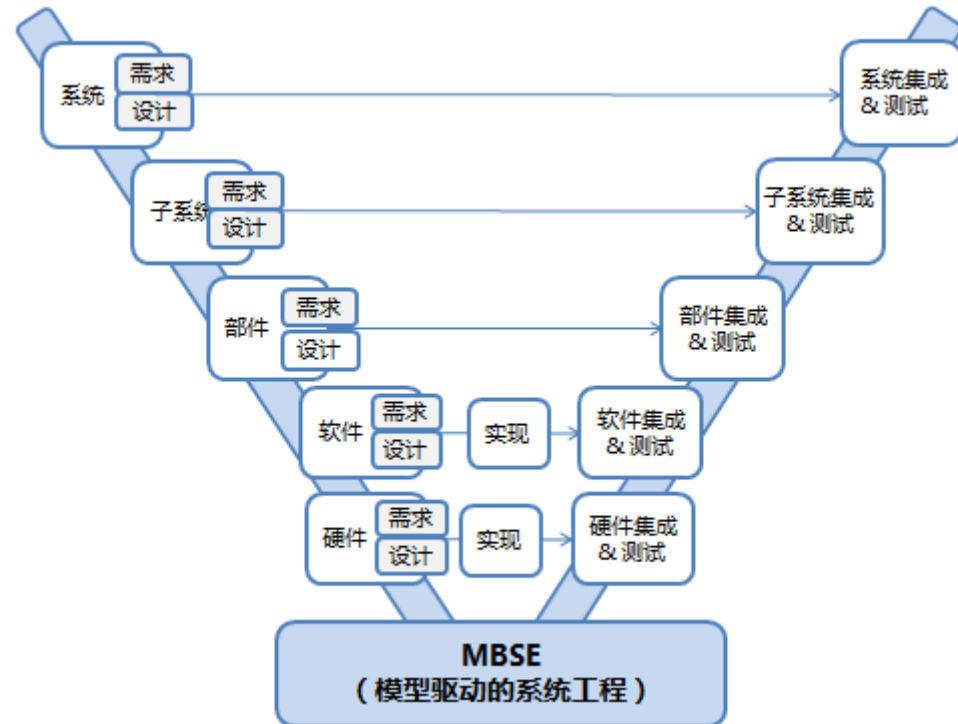 系统
需求
设计
系统集成
& 测试
子系统
需求
设计
子系统集成
& 测试
部件
需求
设计
部件集成
& 测试
软件
需求
设计
实现
软件集成
& 测试
硬件
需求
设计
实现
硬件集成
& 测试
MBSE
（模型驱动的系统工程）